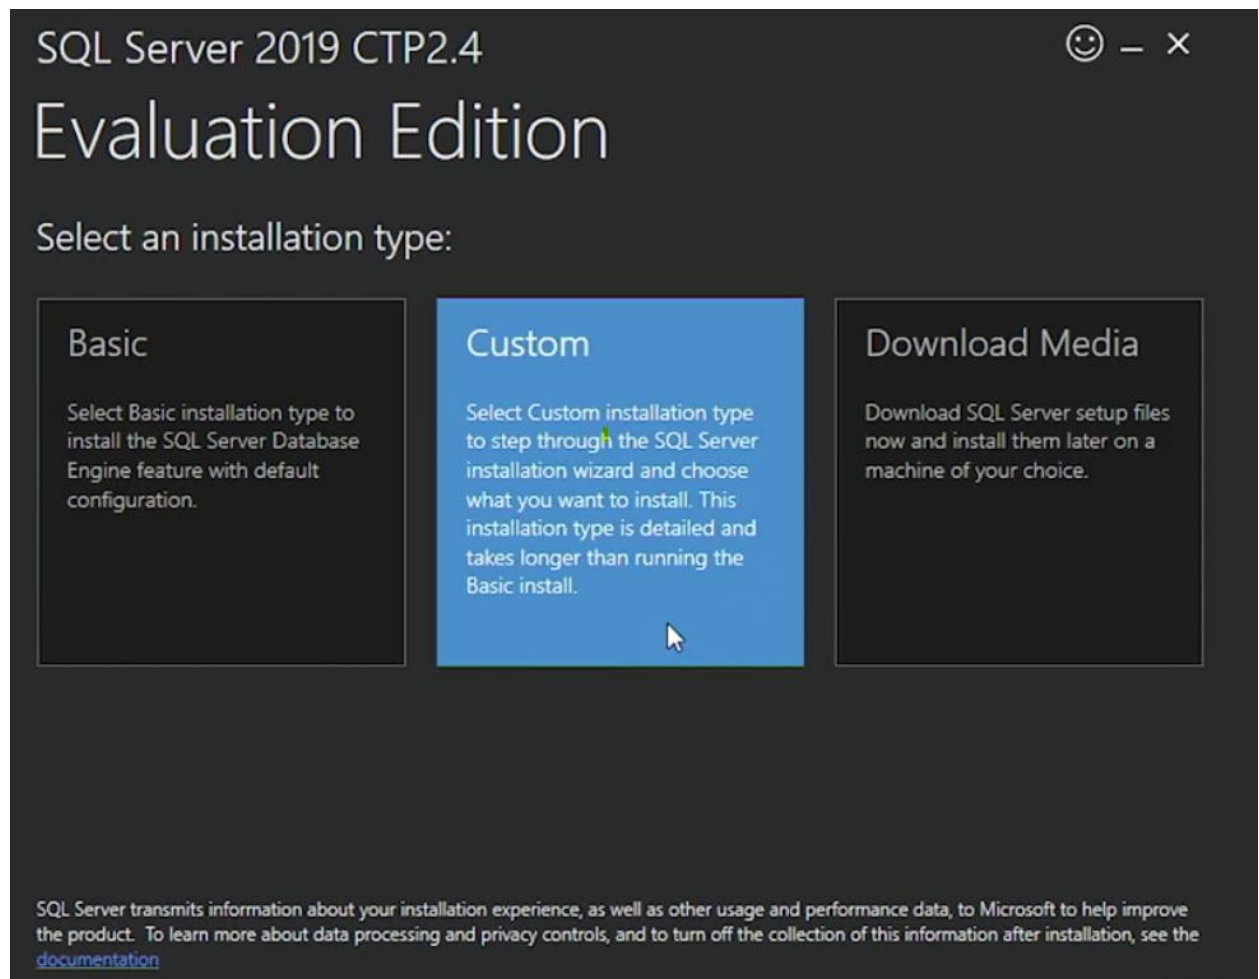 SQL Server 2019 CTP2.4
Evaluation Edition
Select an installation type:
Basic
Select Basic installation type to
install the SQL Server Database
Engine feature with default
configuration.
Custom
Select Custom installation type
to step through the SQL Server
installation wizard and choose
what you want to install. This
installation type is detailed and
takes longer than running the
Basic install.
Download Media
Download SQL Server setup files
now and install them later on a
machine of your choice.
SQL Server transmits information about your installation experience, as well as other usage and performance data, to Microsoft to help improve
the product. To learn more about data processing and privacy controls, and to turn off the collection of this information after installation, see the
documentation